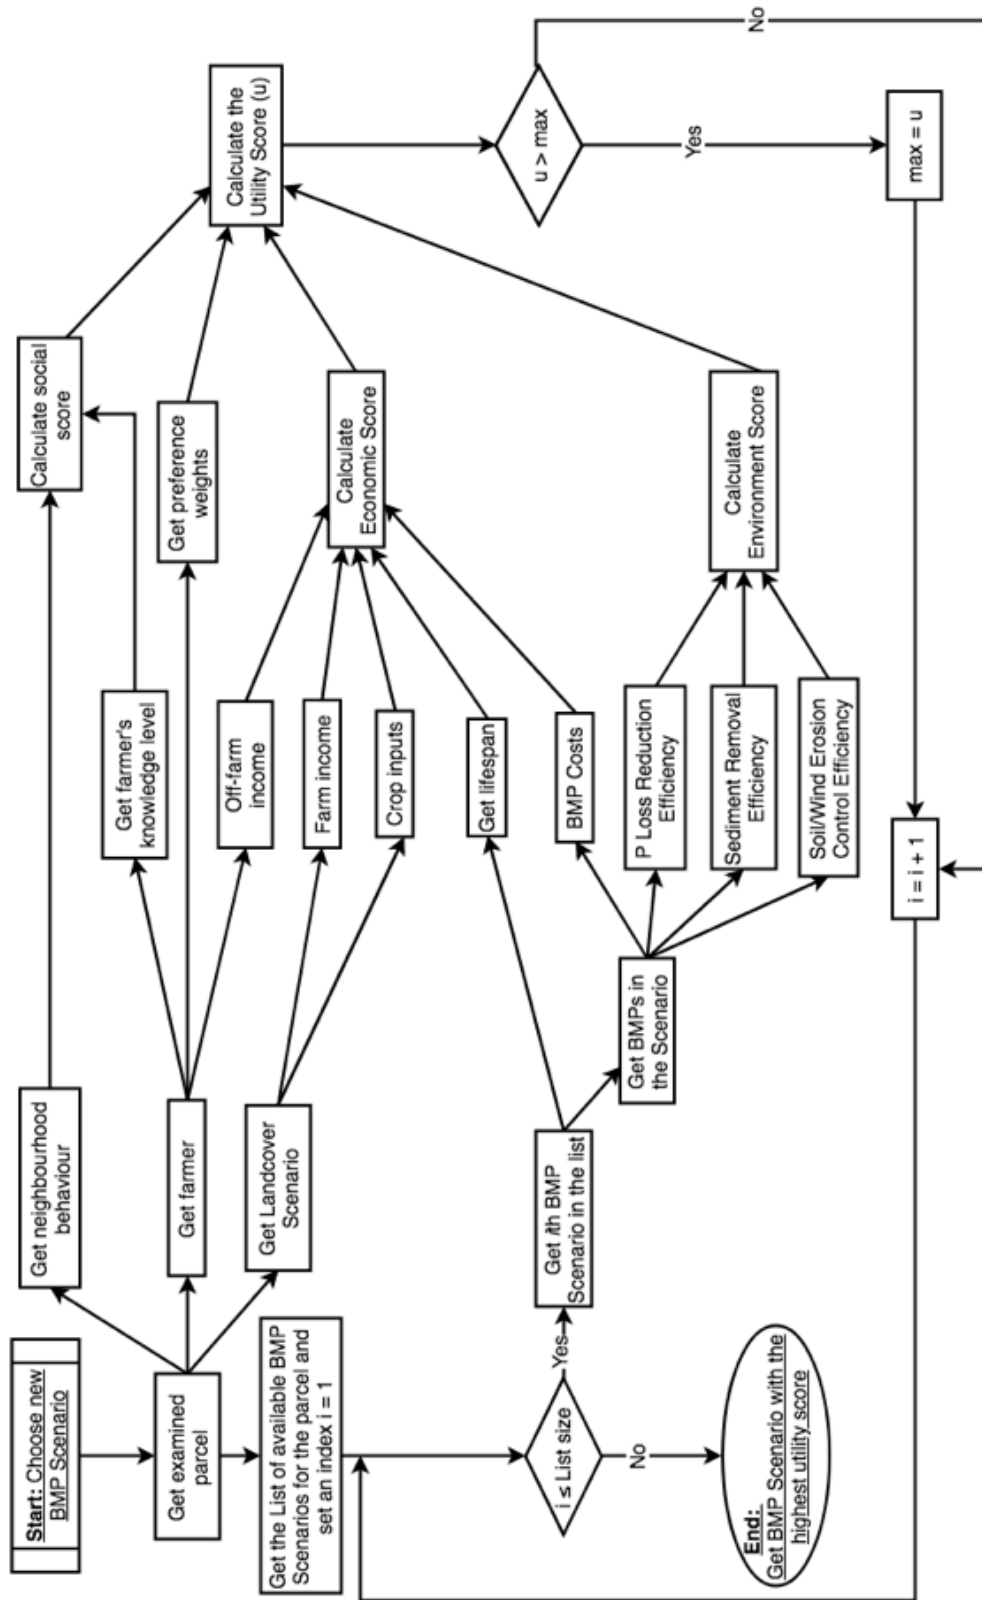 Start: Choose new
BMP Scenario
Get examined
parcel
Get the List of available BMP
Scenarios for the parcel and
set an index i = 1
i ≤ List size
Yes
No
End:
Get BMP Scenario with the
highest utility score
Get neighbourhood
behaviour
Get farmer
Get Landcover
Scenario
Get ith BMP
Scenario in the list
Get BMPs in
the Scenario
Get farmer's
knowledge level
Off-farm
income
Farm income
Crop inputs
Get lifespan
BMP Costs
P Loss Reduction
Efficiency
Sediment Removal
Efficiency
Soil/Wind Erosion
Control Efficiency
i = i + 1
Calculate social
score
Get preference
weights
Calculate
Economic Score
Calculate
Environment Score
Calculate the
Utility Score (u)
u > max
Yes
No
max = u